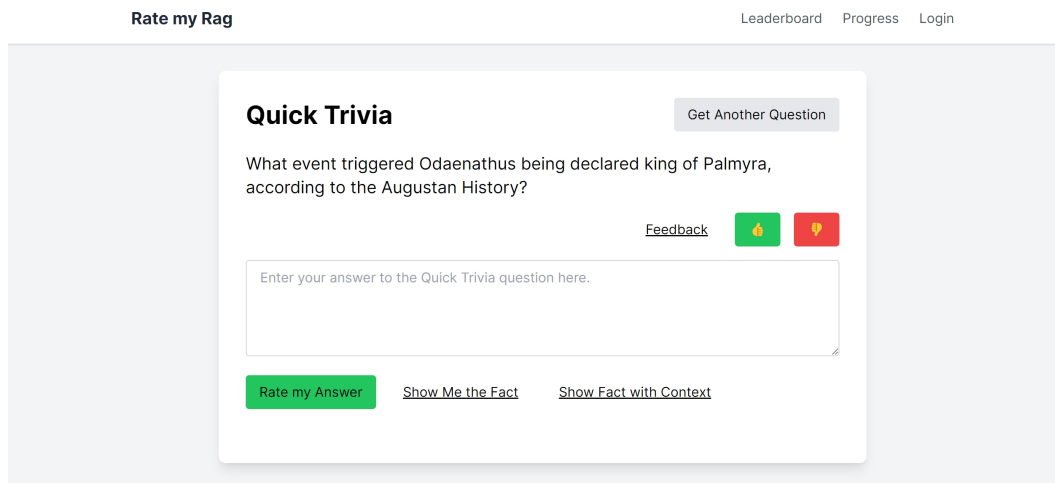 Rate my Rag
Leaderboard Progress Login
Quick Trivia
Get Another Question
What event triggered Odaenathus being declared king of Palmyra,
according to the Augustan History?
Feedback
Enter your answer to the Quick Trivia question here.
Rate my Answer
Show Me the Fact
Show Fact with Context